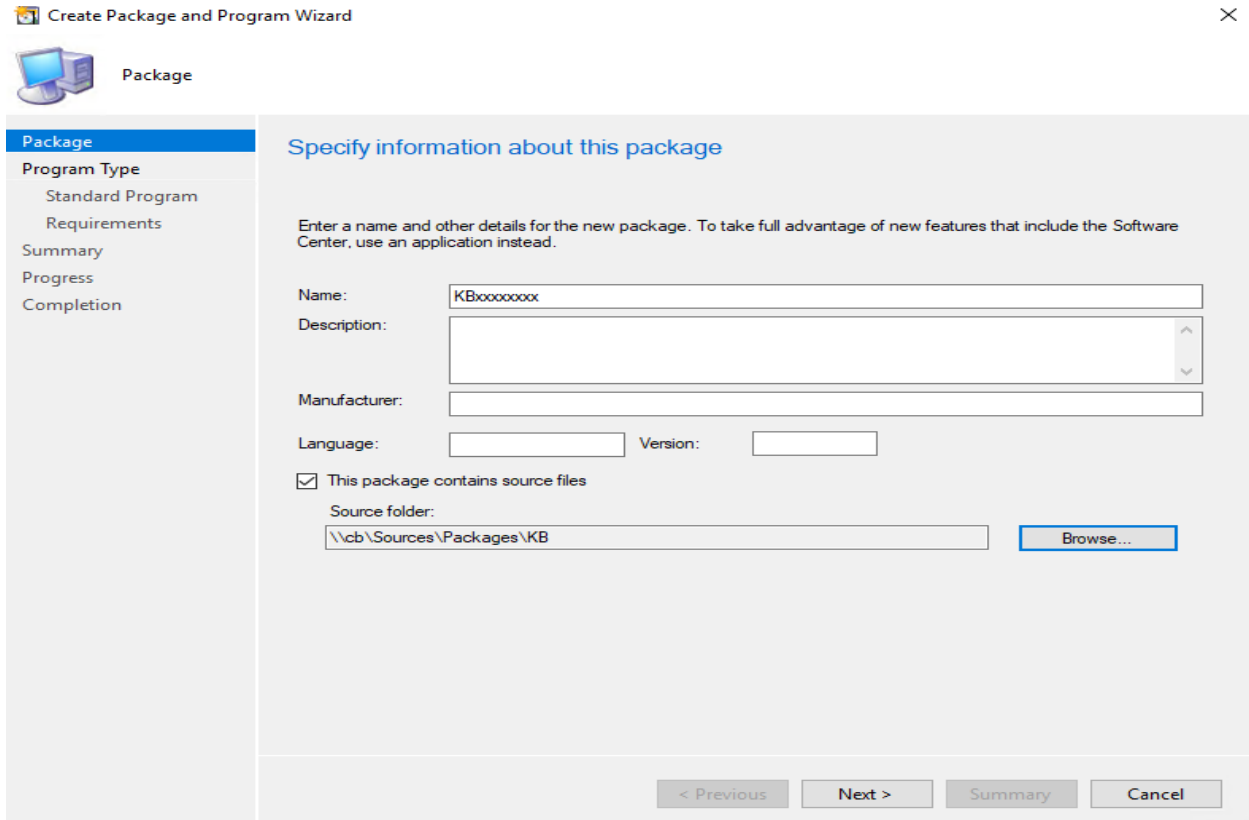 Create Package and Program Wizard
Package
Package
Program Type
Standard Program
Requirements
Summary
Progress
Completion
Specify information about this package
Enter a name and other details for the new package. To take full advantage of new features that include the Software
Center, use an application instead.
Name: KBxxxxxxxx
Description:
Manufacturer:
Language: Version:
This package contains source files
Source folder:
\\cb\Sources\Packages\KB Browse...
< Previous Next > Summary Cancel